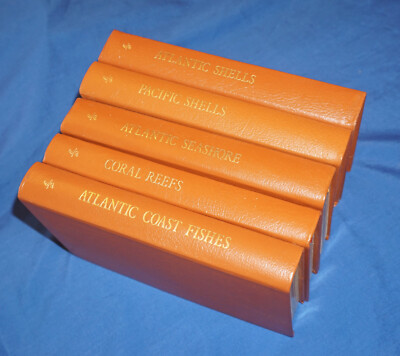 ATLANTIC SHELLS
PACIFIC SHELLS
ATLANTIC SEASHORE
CORAL REEFS
ATLANTIC COAST FISHES